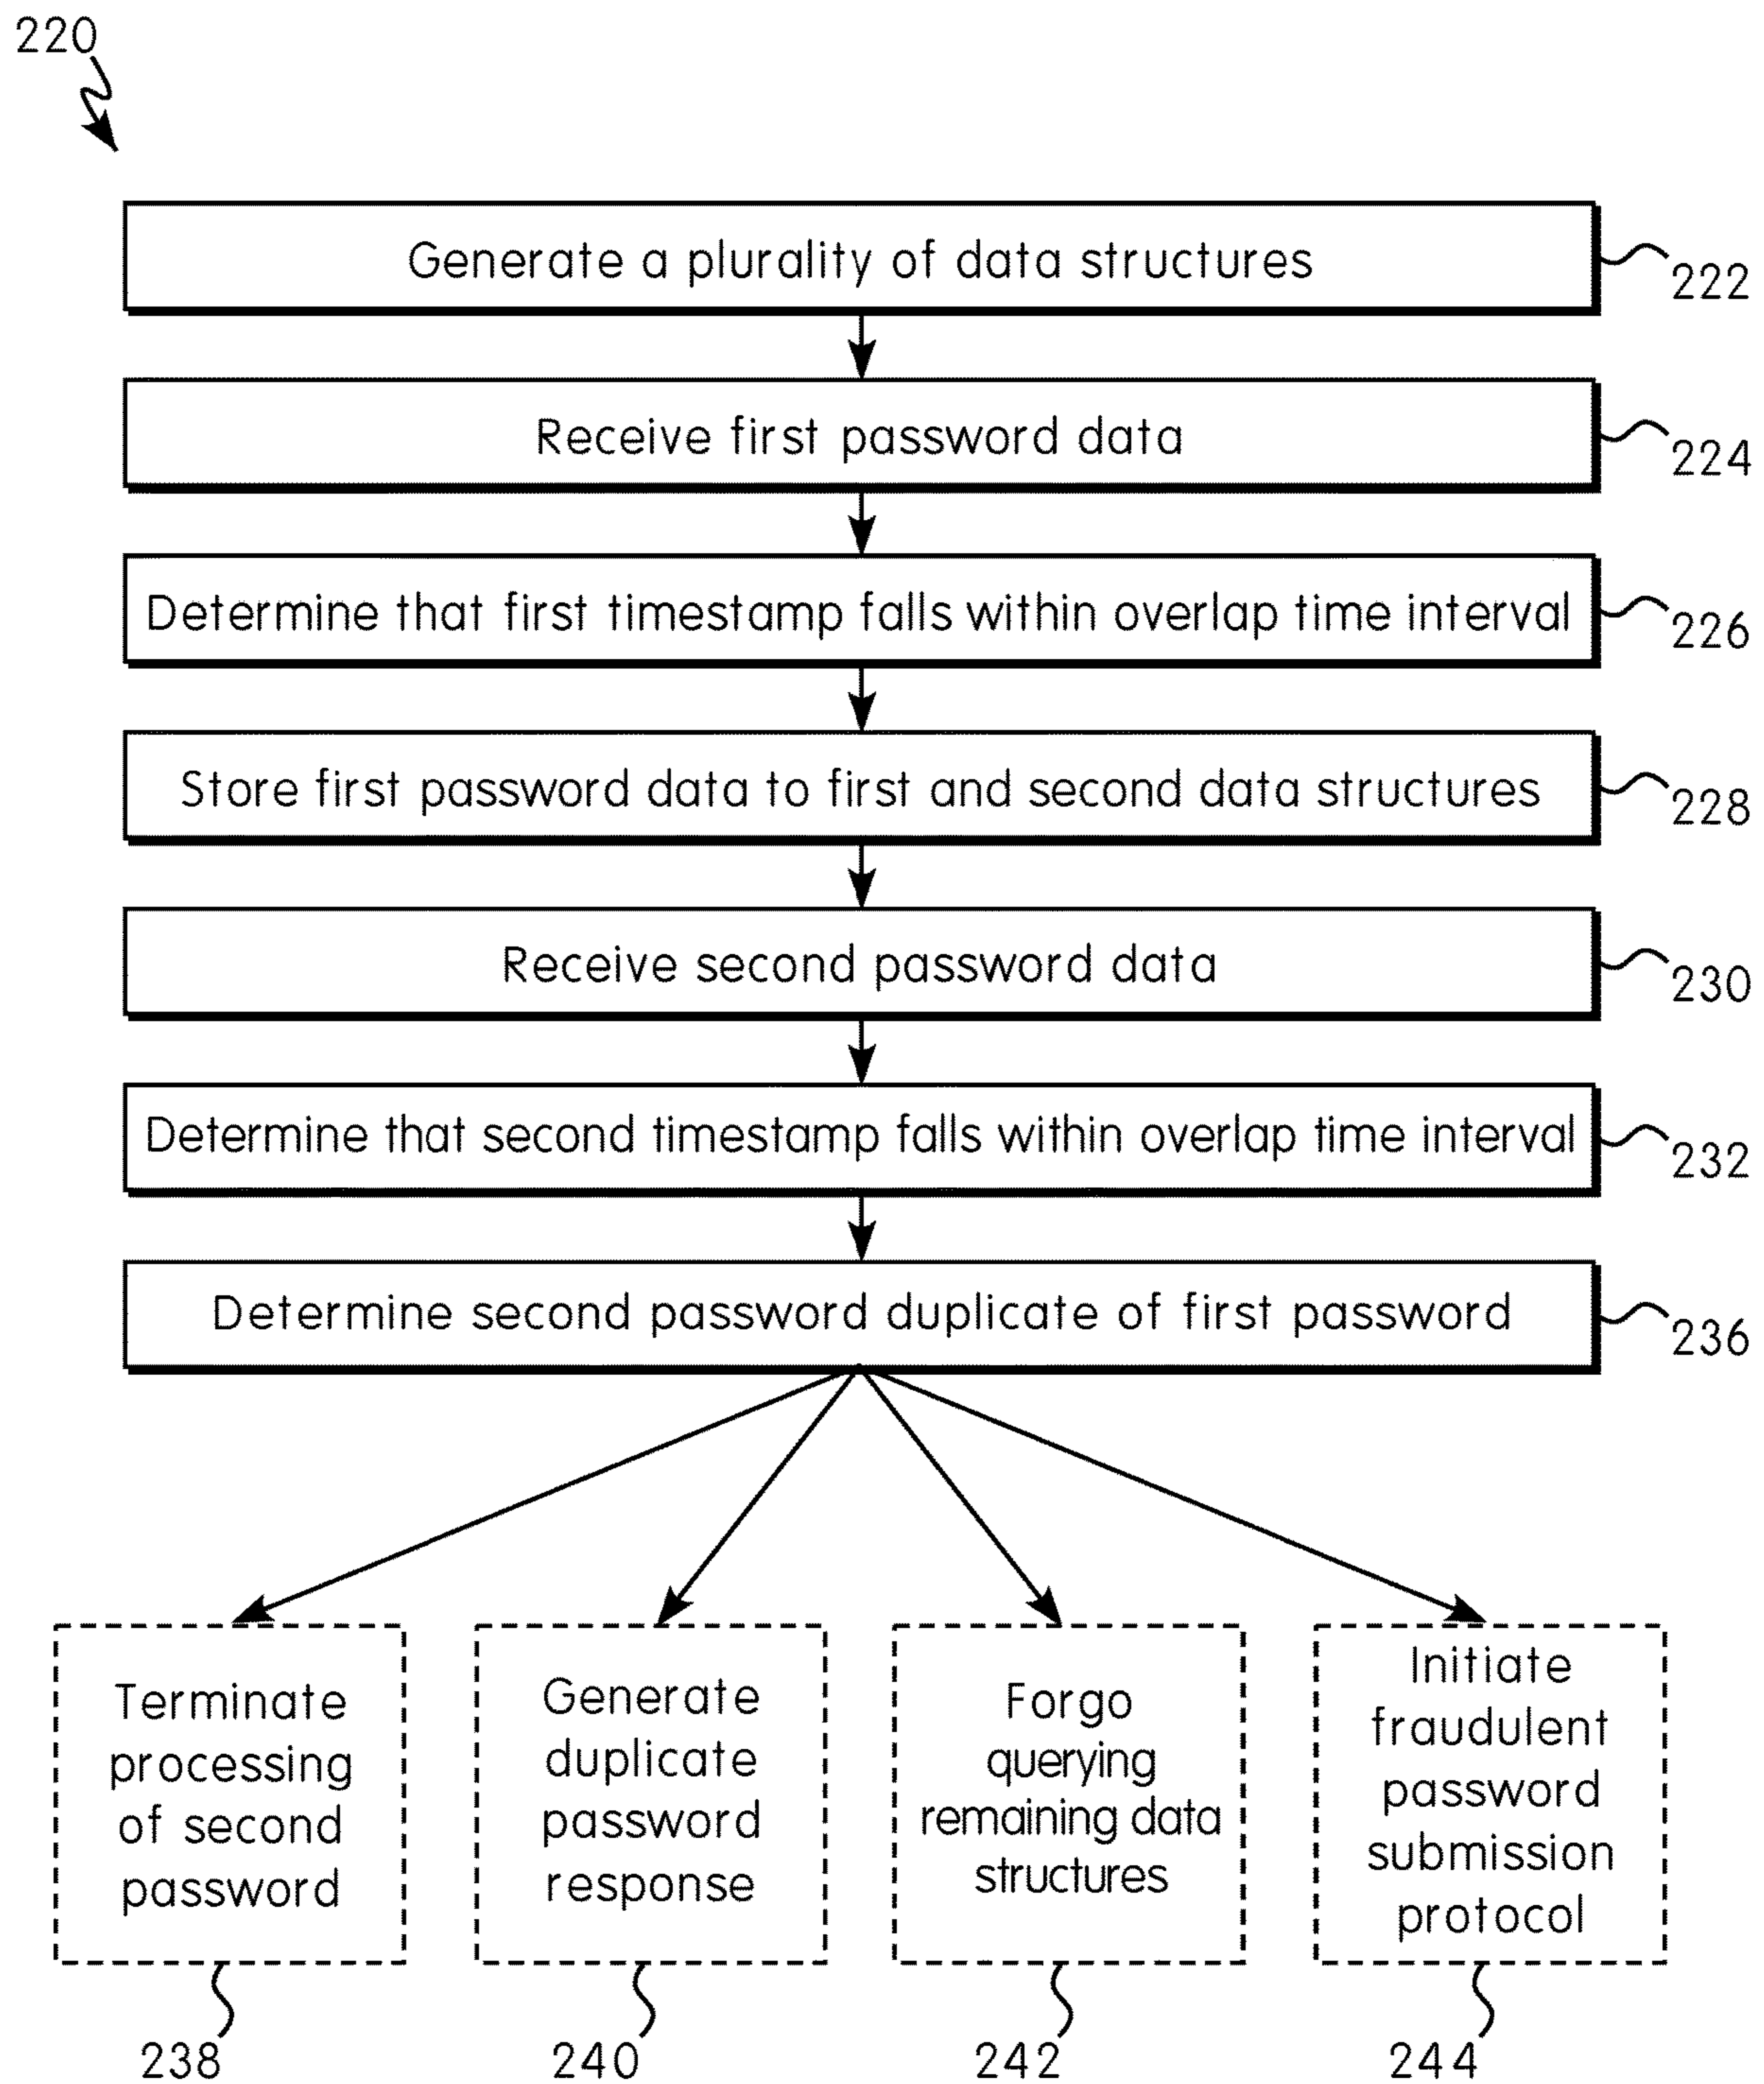 220
Generate a plurality of data structures
222
Receive first password data
224
Determine that first timestamp falls within overlap time interval
226
Store first password data to first and second data structures
228
Receive second password data
230
Determine that second timestamp falls within overlap time interval
232
Determine second password duplicate of first password
236
Terminate
processing
of second
password
Generate
duplicate
password
response
Forgo
querying
remaining data
structures
Initiate
fraudulent
password
submission
protocol
238
240
242
244